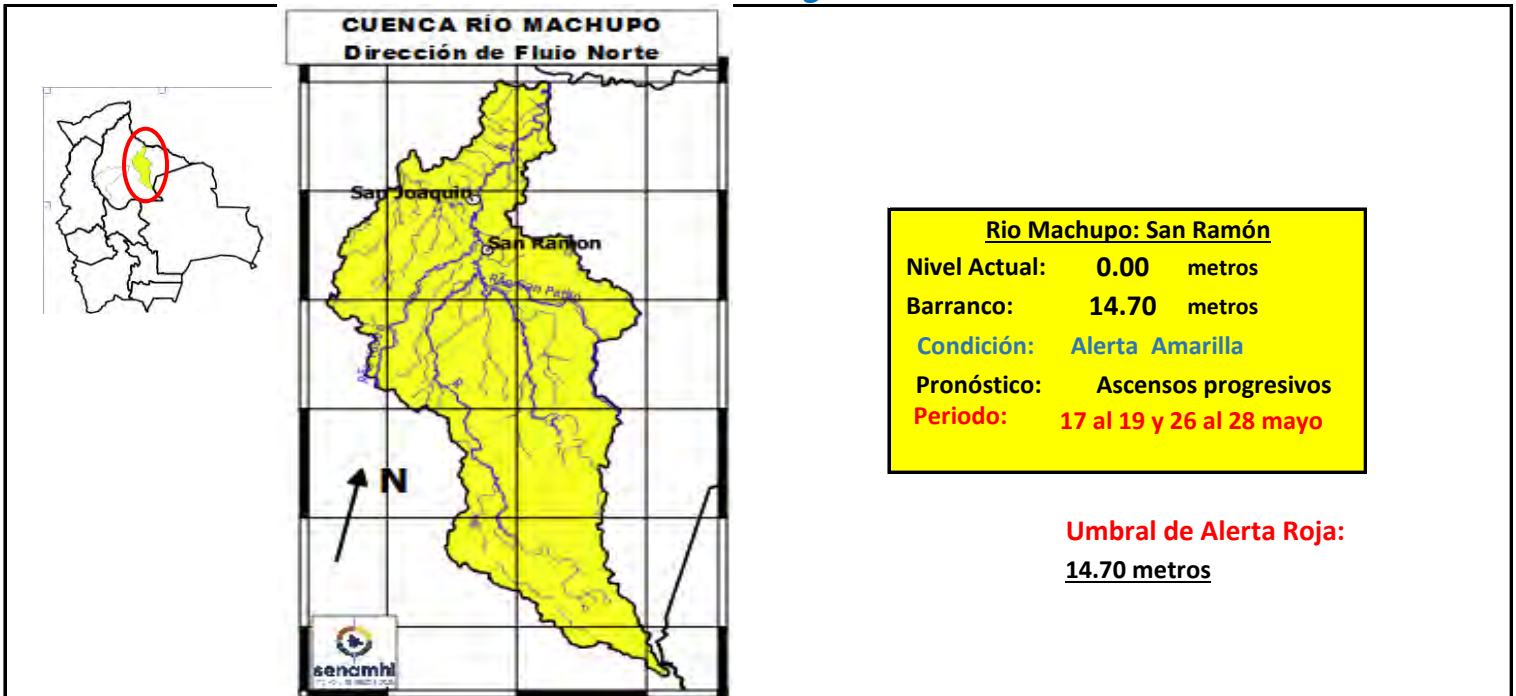 CUENCA RÍO MACHUPO
Dirección de Flujo Norte
San Joaquin
San Ramon
N
senamhi
Rio Machupo: San Ramón
Nivel Actual: 0.00 metros
Barranco: 14.70 metros
Condición: Alerta Amarilla
Pronóstico: Ascensos progresivos
Periodo: 17 al 19 y 26 al 28 mayo
Umbral de Alerta Roja:
14.70 metros